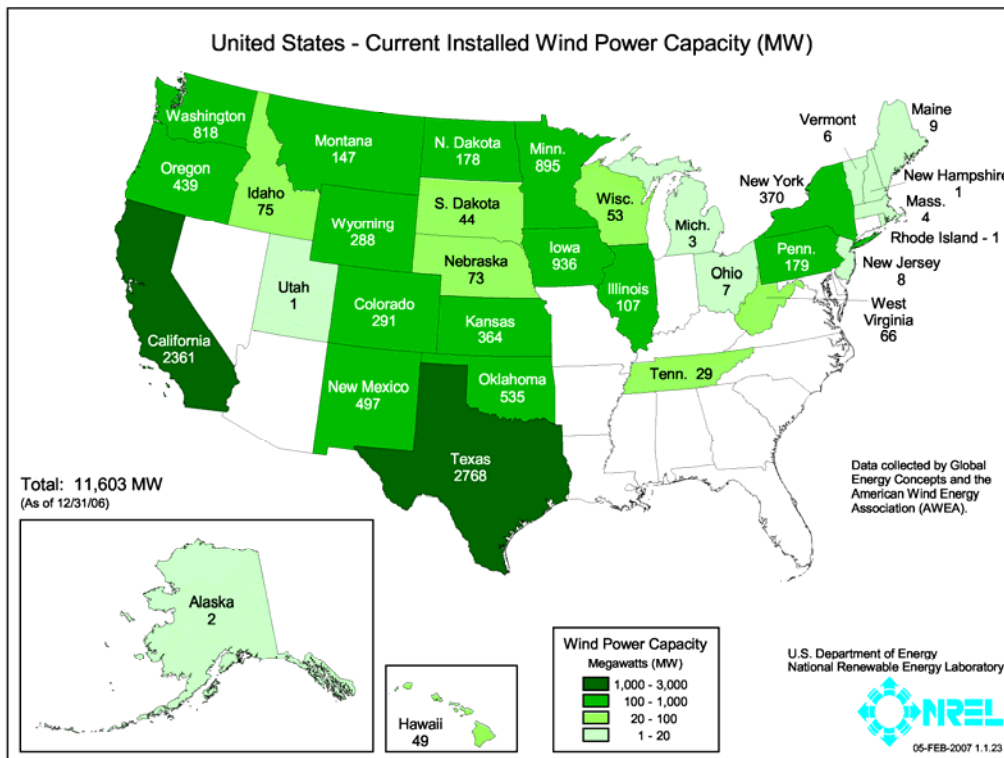 United States - Current Installed Wind Power Capacity (MW)
Washington
818
Oregon
439
California
2361
Idaho
75
Montana
147
Wyoming
288
Utah
1
Colorado
291
New Mexico
497
N. Dakota
178
S. Dakota
44
Nebraska
73
Kansas
364
Oklahoma
535
Texas
2768
Minn.
895
Iowa
936
Wisc.
53
Illinois
107
Mich.
3
Ohio
7
Tenn. 29
Penn.
179
New York
370
Vermont
6
Maine
9
New Hampshire
1
Mass.
4
Rhode Island - 1
New Jersey
8
West
Virginia
66
Total: 11,603 MW
(As of 12/31/06)
Data collected by Global
Energy Concepts and the
American Wind Energy
Association (AWEA).
Alaska
2
Hawaii
49
Wind Power Capacity
Megawatts (MW)
1,000 - 3,000
100 - 1,000
20 - 100
1 - 20
U.S. Department of Energy
National Renewable Energy Laboratory
NREL
05-FEB-2007 1.1.23